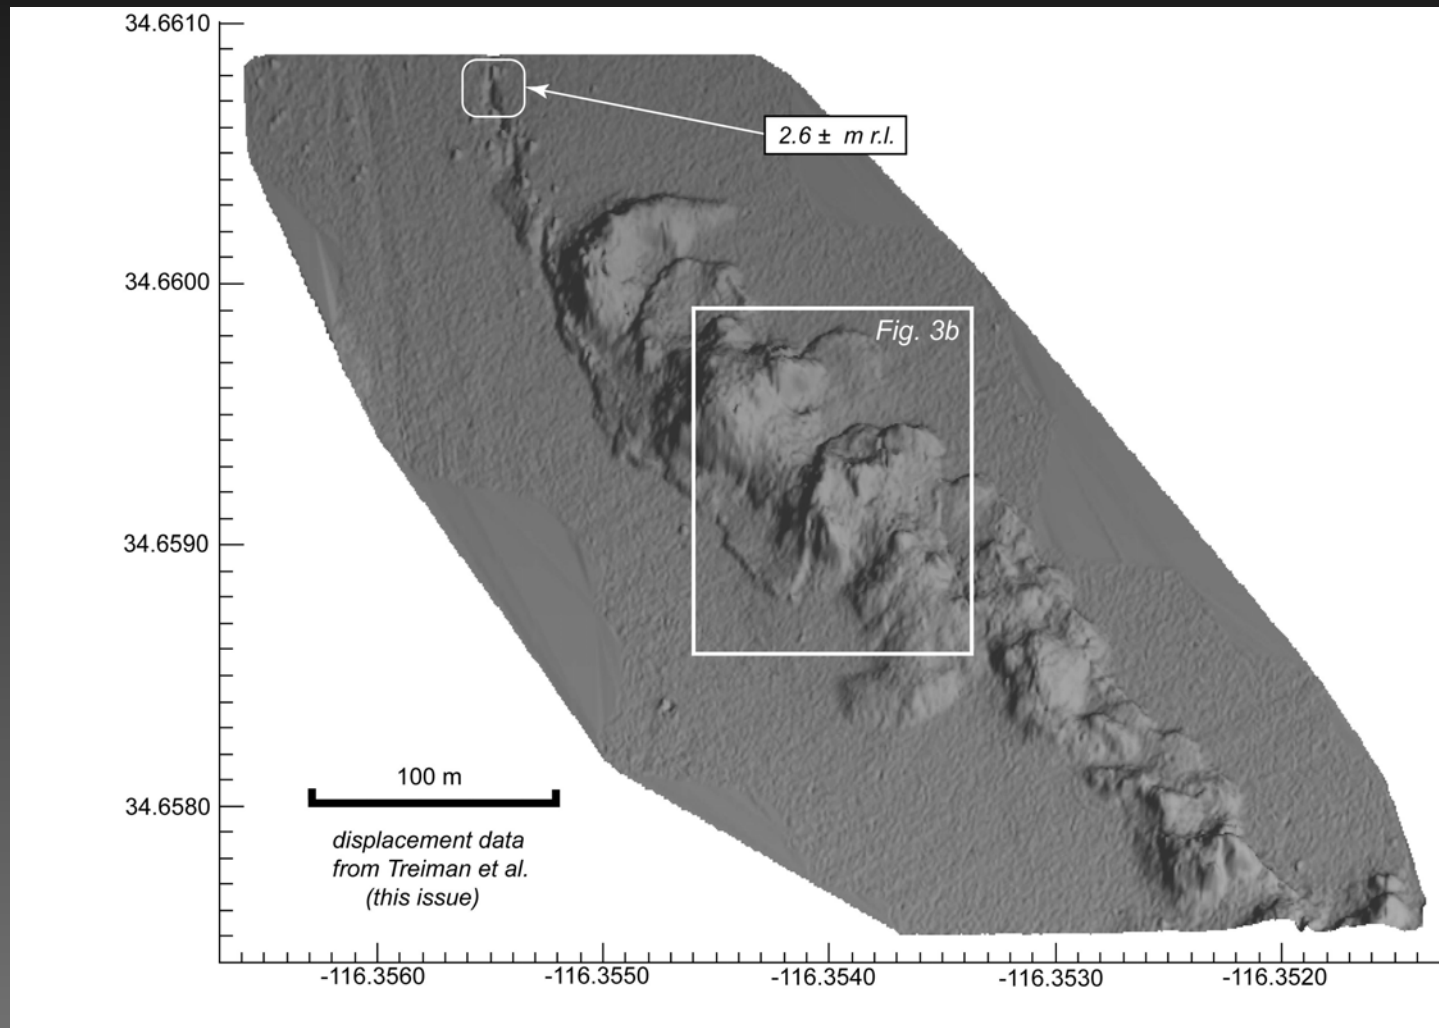 34.6610
2.6 ± m r.l.
34.6600
Fig. 3b
34.6590
100 m
34.6580
displacement data
from Treiman et al.
(this issue)
-116.3560
-116.3550
-116.3540
-116.3530
-116.3520